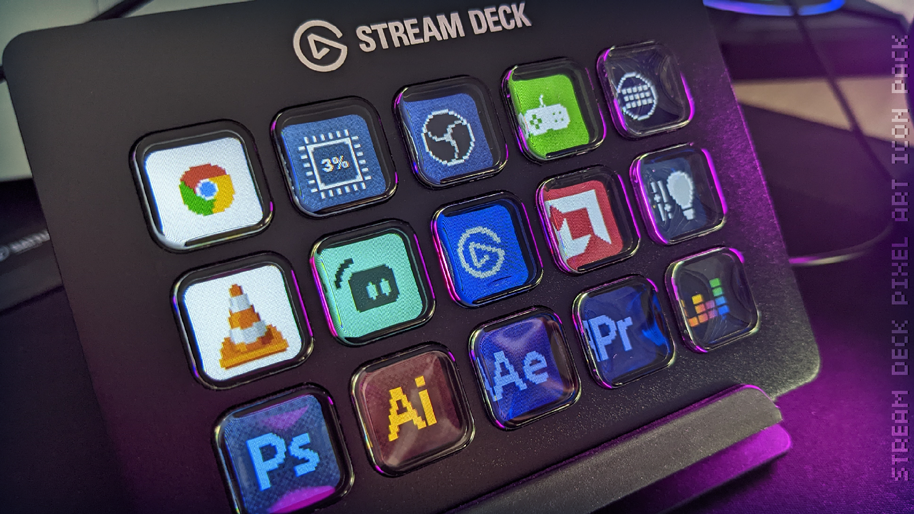 STREAM DECK
3%
Ps
Ai
Ae
Pr
STREAM DECK PIXEL ART ICON PACK